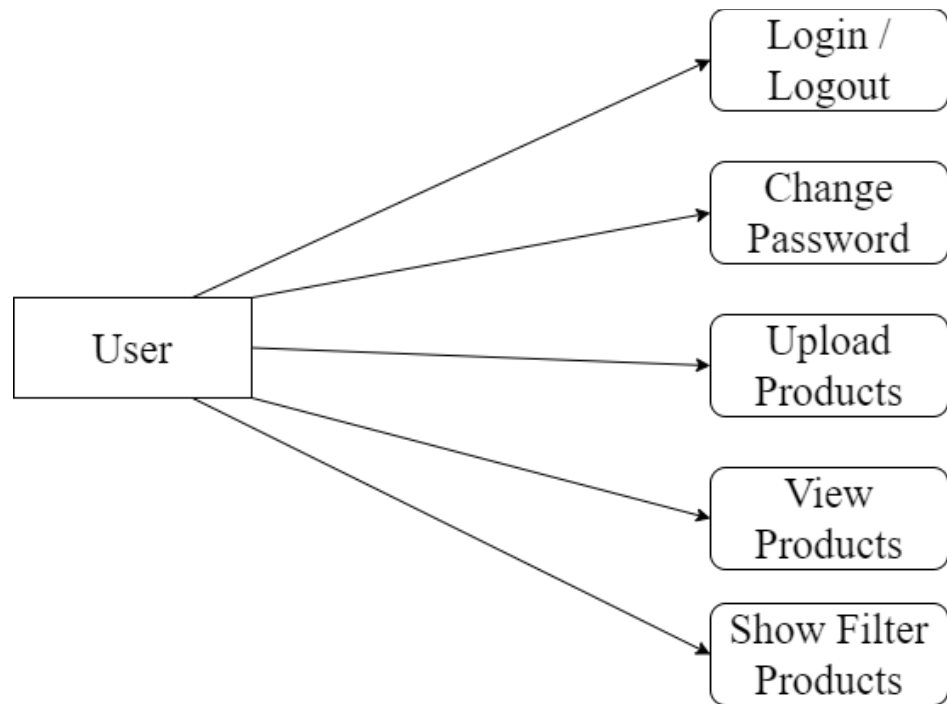 Login /
Logout
Change
Password
User
Upload
Products
View
Products
Show Filter
Products